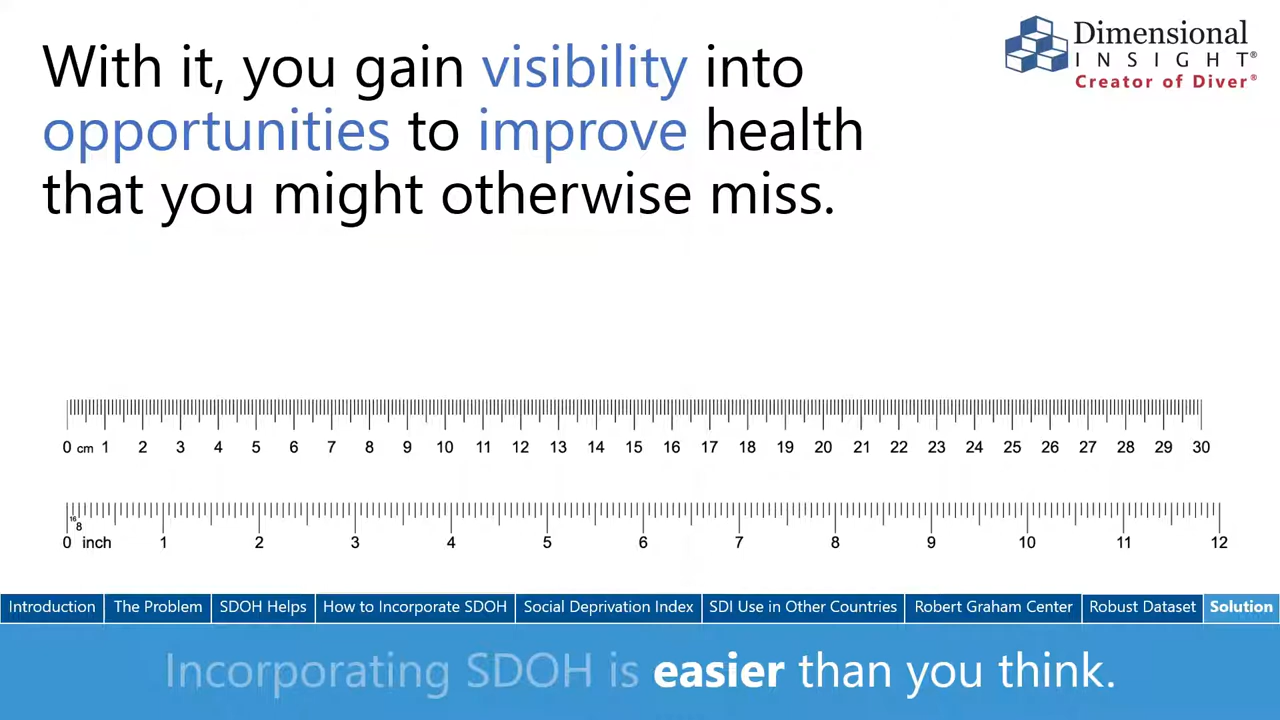 With it, you gain visibility into
opportunities to improve health
that you might otherwise miss.
Dimensional
INSIGHT®
Creator of Diver®
0 cm 1 2 3 4 5 6 7 8 9 10 11 12 13 14 15 16 17 18 19 20 21 22 23 24 25 26 27 28 29 30
16
8
0 inch 1 2 3 4 5 6 7 8 9 10 11 12
Introduction The Problem SDOH Helps How to Incorporate SDOH Social Deprivation Index SDI Use in Other Countries Robert Graham Center Robust Dataset Solution
Incorporating SDOH is easier than you think.